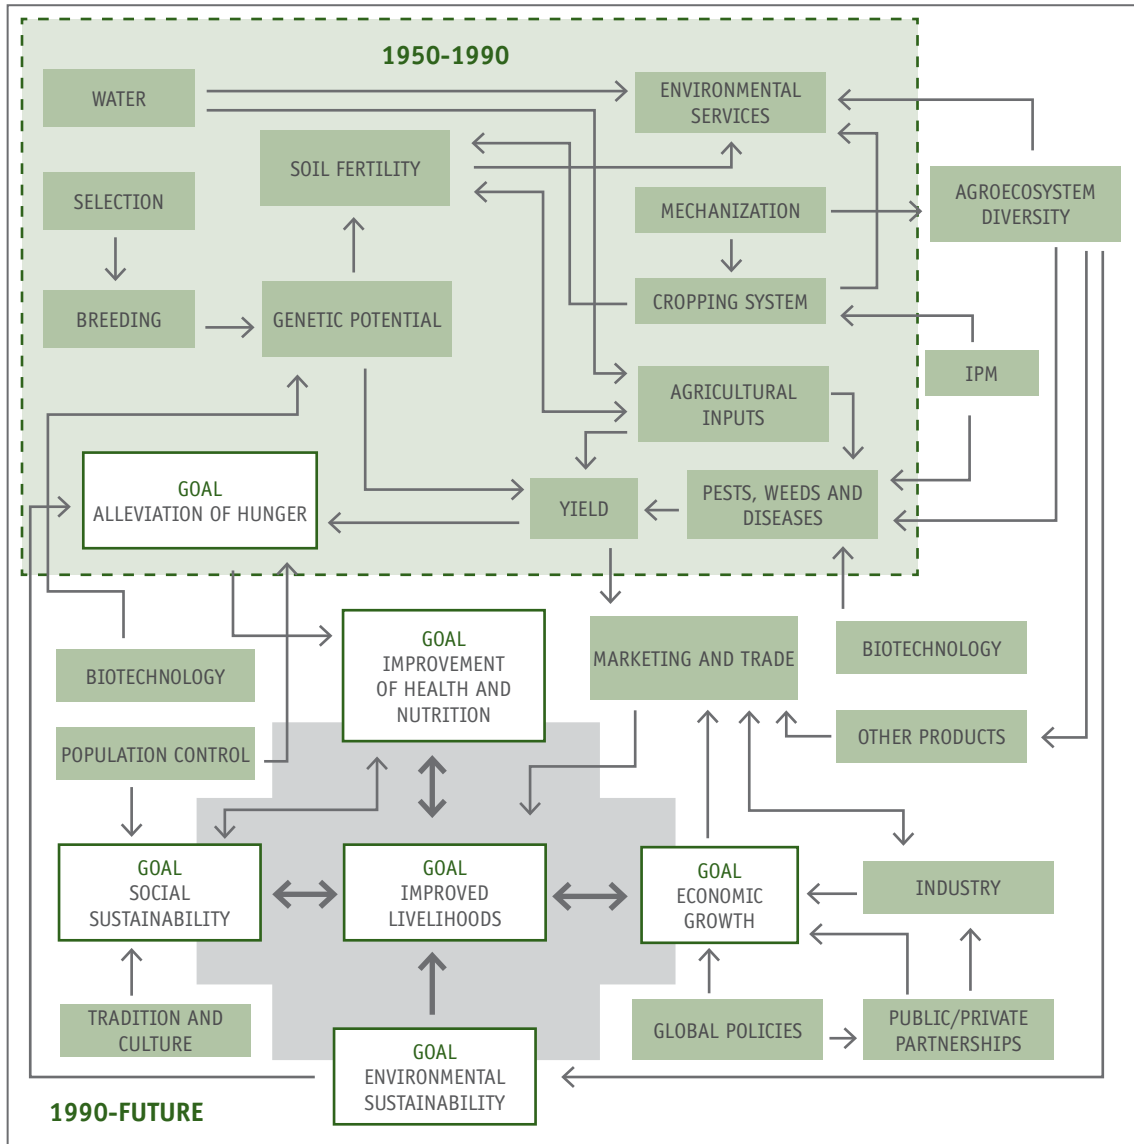 1950-1990
WATER
ENVIRONMENTAL
SERVICES
SOIL FERTILITY
SELECTION
MECHANIZATION
AGROECOSYSTEM
DIVERSITY
BREEDING
GENETIC POTENTIAL
CROPPING SYSTEM
IPM
AGRICULTURAL
INPUTS
GOAL
ALLEVIATION OF HUNGER
YIELD
PESTS, WEEDS AND
DISEASES
GOAL
IMPROVEMENT
OF HEALTH AND
NUTRITION
MARKETING AND TRADE
BIOTECHNOLOGY
BIOTECHNOLOGY
POPULATION CONTROL
OTHER PRODUCTS
GOAL
SOCIAL
SUSTAINABILITY
GOAL
IMPROVED
LIVELIHOODS
GOAL
ECONOMIC
GROWTH
INDUSTRY
TRADITION AND
CULTURE
GLOBAL POLICIES
PUBLIC/PRIVATE
PARTNERSHIPS
GOAL
ENVIRONMENTAL
SUSTAINABILITY
1990-FUTURE